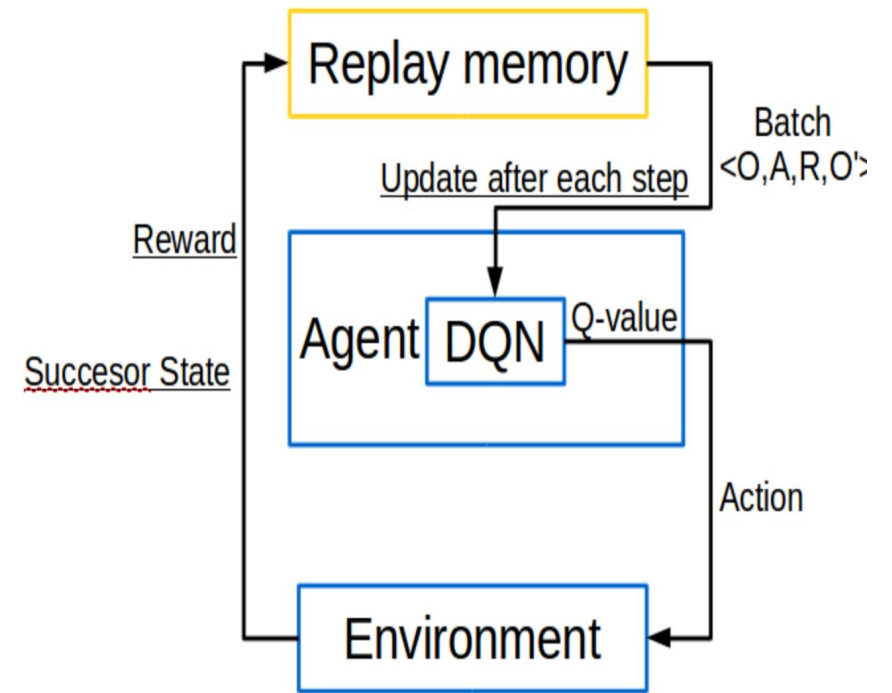 Replay memory
Batch
<O,A,R,O'>
Update after each step
Reward
Agent
DQN
Q-value
Succesor State
Action
Environment